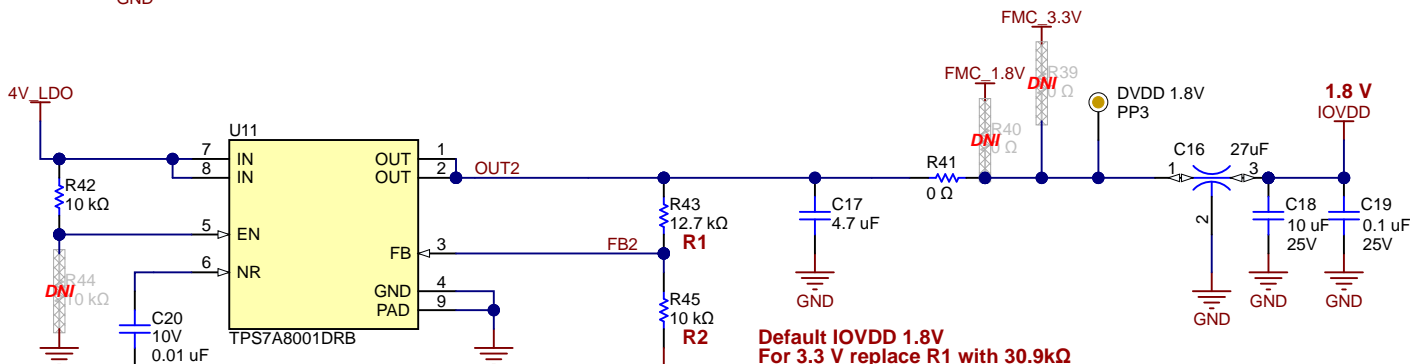 GND
4V_LDO
U11
7
IN
8
IN
5
EN
6
NR
OUT
1
OUT
2
OUT2
FB
3
FB2
GND
4
PAD
9
TPS7A8001DRB
R42
10 kΩ
R44
10 kΩ
DNI
C20
10V
0.01 uF
R43
12.7 kΩ
R1
R45
10 kΩ
R2
C17
4.7 uF
GND
R41
0 Ω
FMC_1.8V
R40
0 Ω
DNI
FMC_3.3V
R39
0 Ω
DNI
DVDD 1.8V
PP3
C16
27uF
1
3
2
GND
1.8 V
IOVDD
C18
10 uF
25V
GND
C19
0.1 uF
25V
GND
Default IOVDD 1.8V
For 3.3 V replace R1 with 30.9kΩ